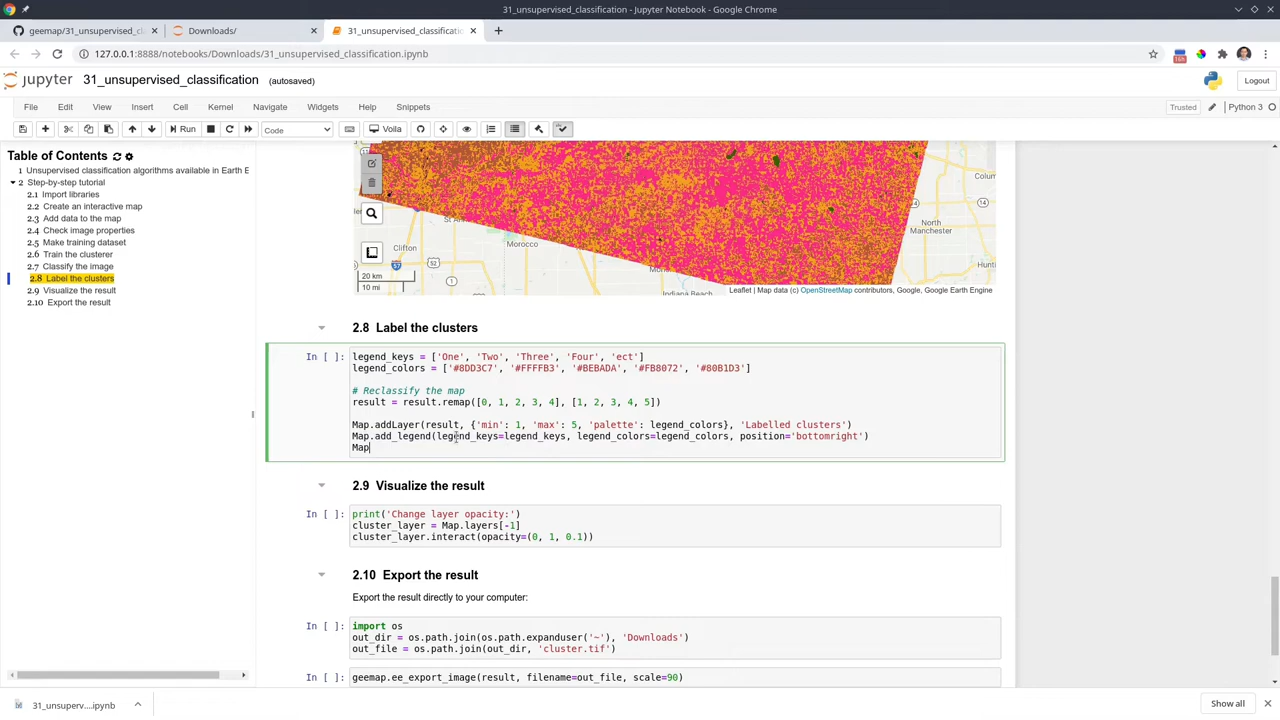 31_unsupervised_classification - Jupyter Notebook - Google Chrome
geemap/31_unsupervised_cl
Downloads/
31_unsupervised_classificatio
127.0.0.1:8888/notebooks/Downloads/31_unsupervised_classification.ipynb
jupyter 31_unsupervised_classification (autosaved)
Logout
File Edit View Insert Cell Kernel Navigate Widgets Help Snippets
Trusted
Python 3
Run
Code
Voila
Table of Contents
1 Unsupervised classification algorithms available in Earth E
2 Step-by-step tutorial
2.1 Import libraries
2.2 Create an interactive map
2.3 Add data to the map
2.4 Check image properties
2.5 Make training dataset
2.6 Train the clusterer
2.7 Classify the image
2.8 Label the clusters
2.9 Visualize the result
2.10 Export the result
Colum
North
Manchester
Clifton
Morocco
Hunti
20 km
10 mi
Indiana Beach
Leaflet | Map data (c) OpenStreetMap contributors, Google, Google Earth Engine
2.8 Label the clusters
In [ ]:
legend_keys = ['One', 'Two', 'Three', 'Four', 'ect']
legend_colors = ['#8DD3C7', '#FFFFB3', '#BEBADA', '#FB8072', '#80B1D3']
# Reclassify the map
result = result.remap([0, 1, 2, 3, 4], [1, 2, 3, 4, 5])
Map.addLayer(result, {'min': 1, 'max': 5, 'palette': legend_colors}, 'Labelled clusters')
Map.add_legend(legend_keys=legend_keys, legend_colors=legend_colors, position='bottomright')
Map
2.9 Visualize the result
In [ ]:
print('Change layer opacity:')
cluster_layer = Map.layers[-1]
cluster_layer.interact(opacity=(0, 1, 0.1))
2.10 Export the result
Export the result directly to your computer:
In [ ]:
import os
out_dir = os.path.join(os.path.expanduser('~'), 'Downloads')
out_file = os.path.join(out_dir, 'cluster.tif')
In [ ]:
geemap.ee_export_image(result, filename=out_file, scale=90)
31_unsuperv....ipynb
Show all